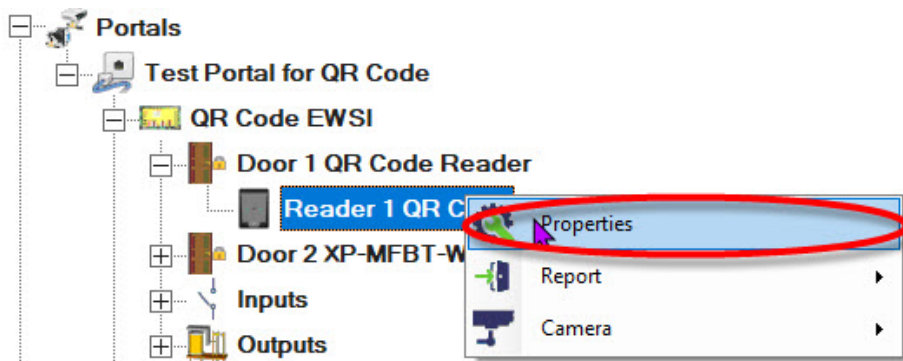 Portals
Test Portal for QR Code
QR Code EWSI
Door 1 QR Code Reader
Reader 1 QR C
Properties
Door 2 XP-MFBT-W
Report
Inputs
Camera
Outputs